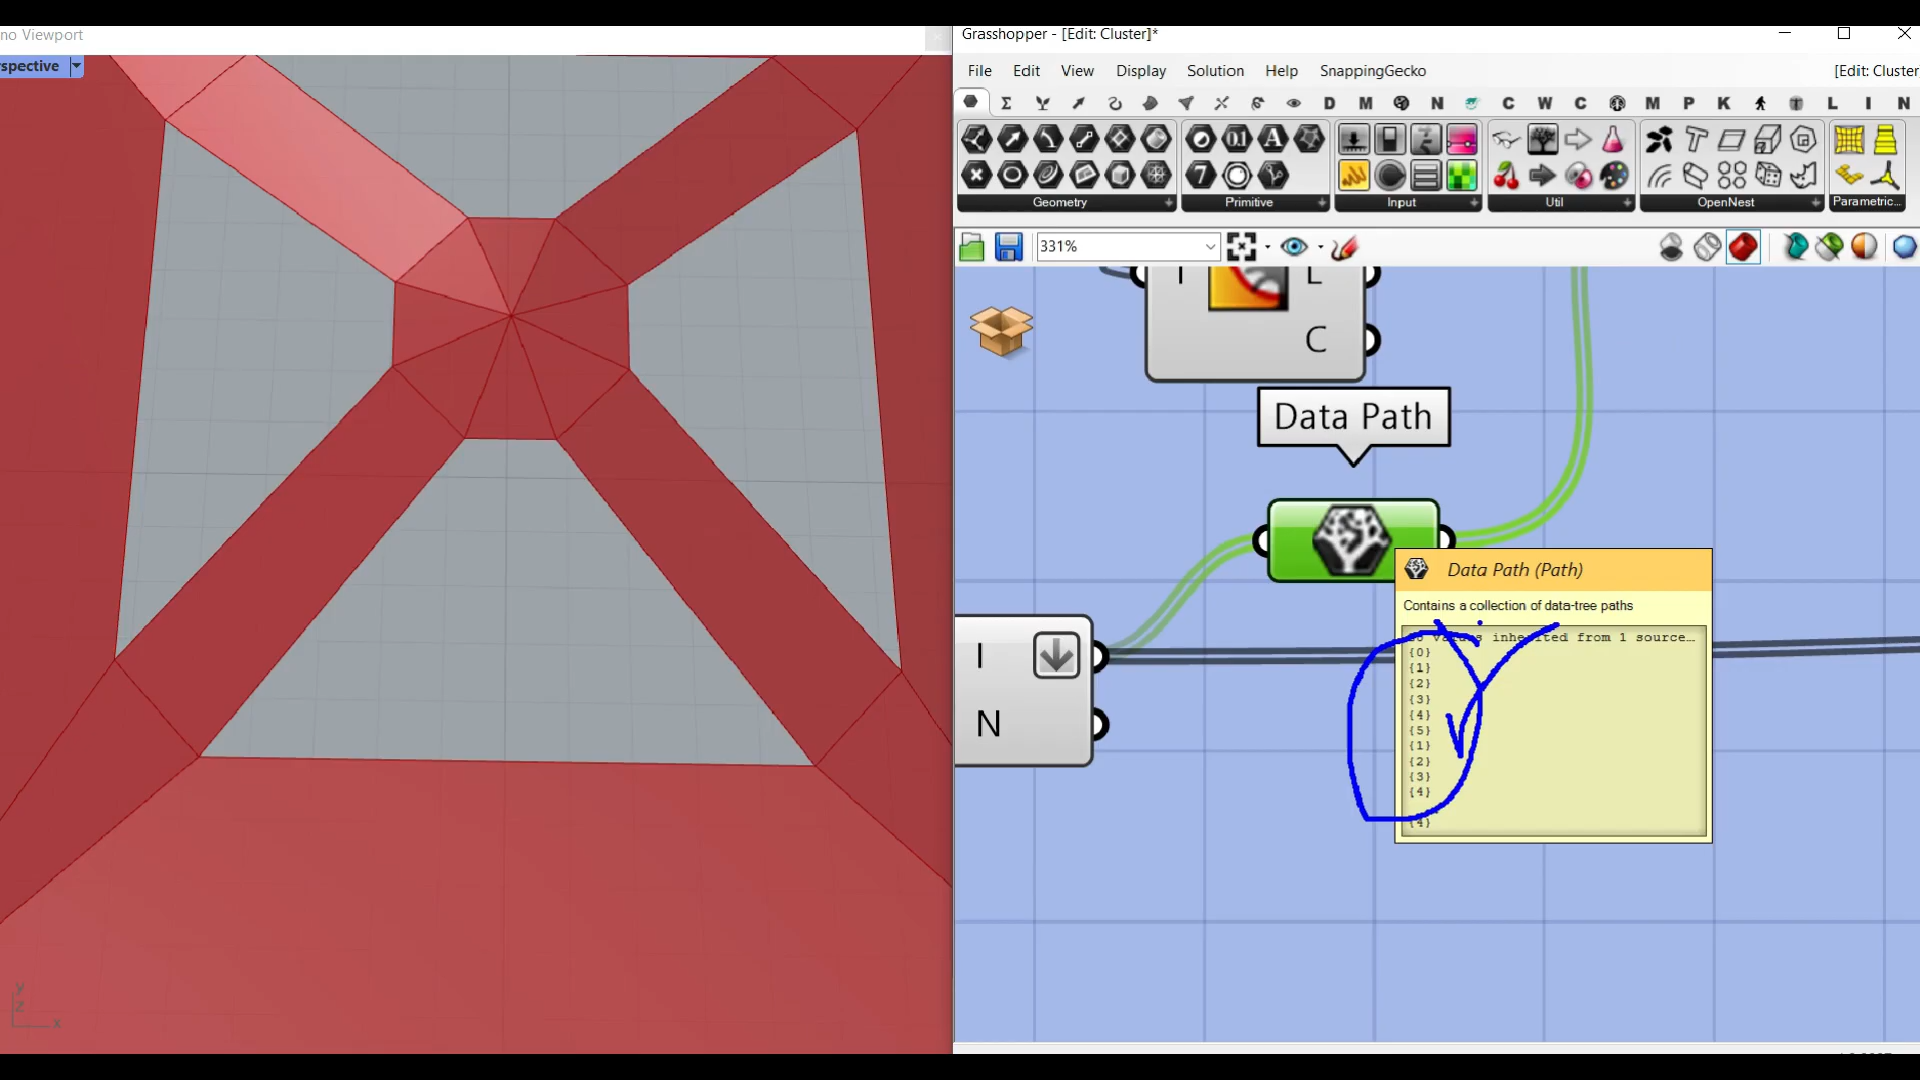 no Viewport
spective
Grasshopper - [Edit: Cluster]*
File Edit View Display Solution Help SnappingGecko [Edit: Cluster
D M N C W C M P K L I N
Geometry Primitive Input Util OpenNest Parametric...
331%
L
C
Data Path
Data Path (Path)
Contains a collection of data-tree paths
inherited from 1 source…
{0}
{1}
{2}
{3}
{4}
{5}
{1}
{2}
{3}
{4}
{4}
I
N
y
z
x